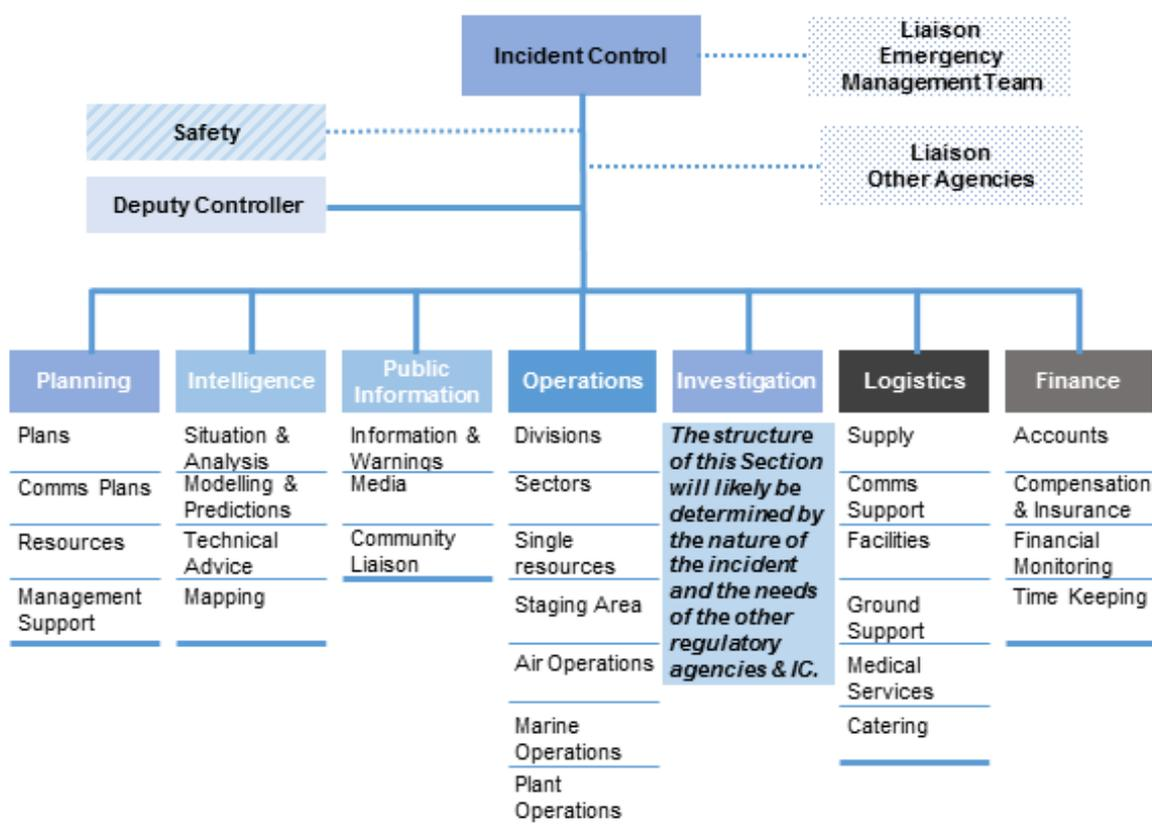 Incident Control
Liaison
Emergency
Management Team
Safety
Liaison
Other Agencies
Deputy Controller
Planning
Plans
Comms Plans
Resources
Management
Support
Intelligence
Situation &
Analysis
Modelling &
Predictions
Technical
Advice
Mapping
Public
Information
Information &
Warnings
Media
Community
Liaison
Operations
Divisions
Sectors
Single
resources
Staging Area
Air Operations
Marine
Operations
Plant
Operations
Investigation
The structure
of this Section
will likely be
determined by
the nature of
the incident
and the needs
of the other
regulatory
agencies & IC.
Logistics
Supply
Comms
Support
Facilities
Ground
Support
Medical
Services
Catering
Finance
Accounts
Compensation
& Insurance
Financial
Monitoring
Time Keeping